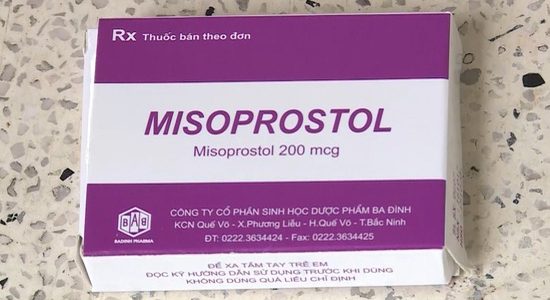 Rx Thuốc bán theo đơn
MISOPROSTOL
Misoprostol 200 mcg
BAB
BADINH PHARMA
CÔNG TY CỔ PHẦN SINH HỌC DƯỢC PHẨM BA ĐÌNH
KCN Quế Võ - X.Phương Liễu - H.Quế Võ - T.Bắc Ninh
ĐT: 0222.3634424 - Fax: 0222.3634425
ĐỂ XA TẦM TAY TRẺ EM
ĐỌC KỸ HƯỚNG DẪN SỬ DỤNG TRƯỚC KHI DÙNG
KHÔNG DÙNG QUÁ LIỀU CHỈ ĐỊNH